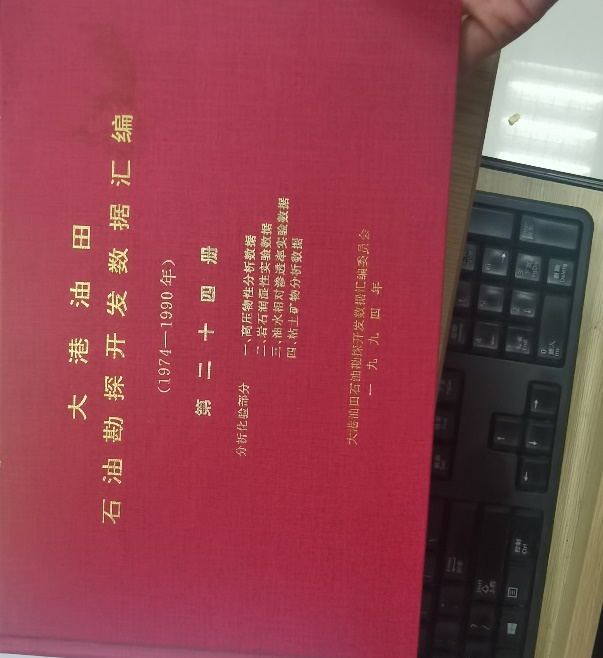 大港油田
石油勘探开发数据汇编
（1974—1990年）
第二十四册
分析化验部分
一、高压物性分析数据
二、岩石润湿性实验数据
三、油水相对渗透率实验数据
四、粘土矿物分析数据
大港油田石油勘探开发数据汇编委员会
一九九四年